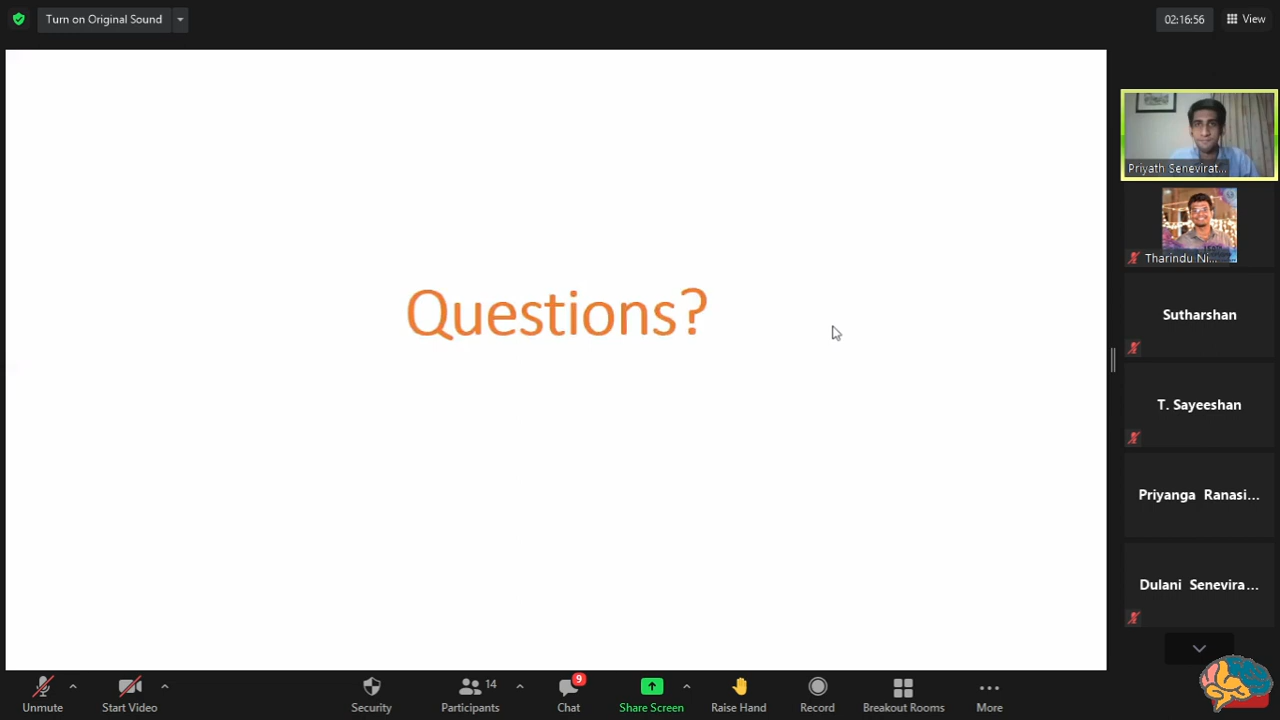 Turn on Original Sound
02:16:56
View
Questions?
Priyath Senevirat...
Tharindu Ni...
Sutharshan
T. Sayeeshan
Priyanga Ranasi...
Dulani Senevira...
Unmute
Start Video
Security
14
Participants
9
Chat
Share Screen
Raise Hand
Record
Breakout Rooms
More